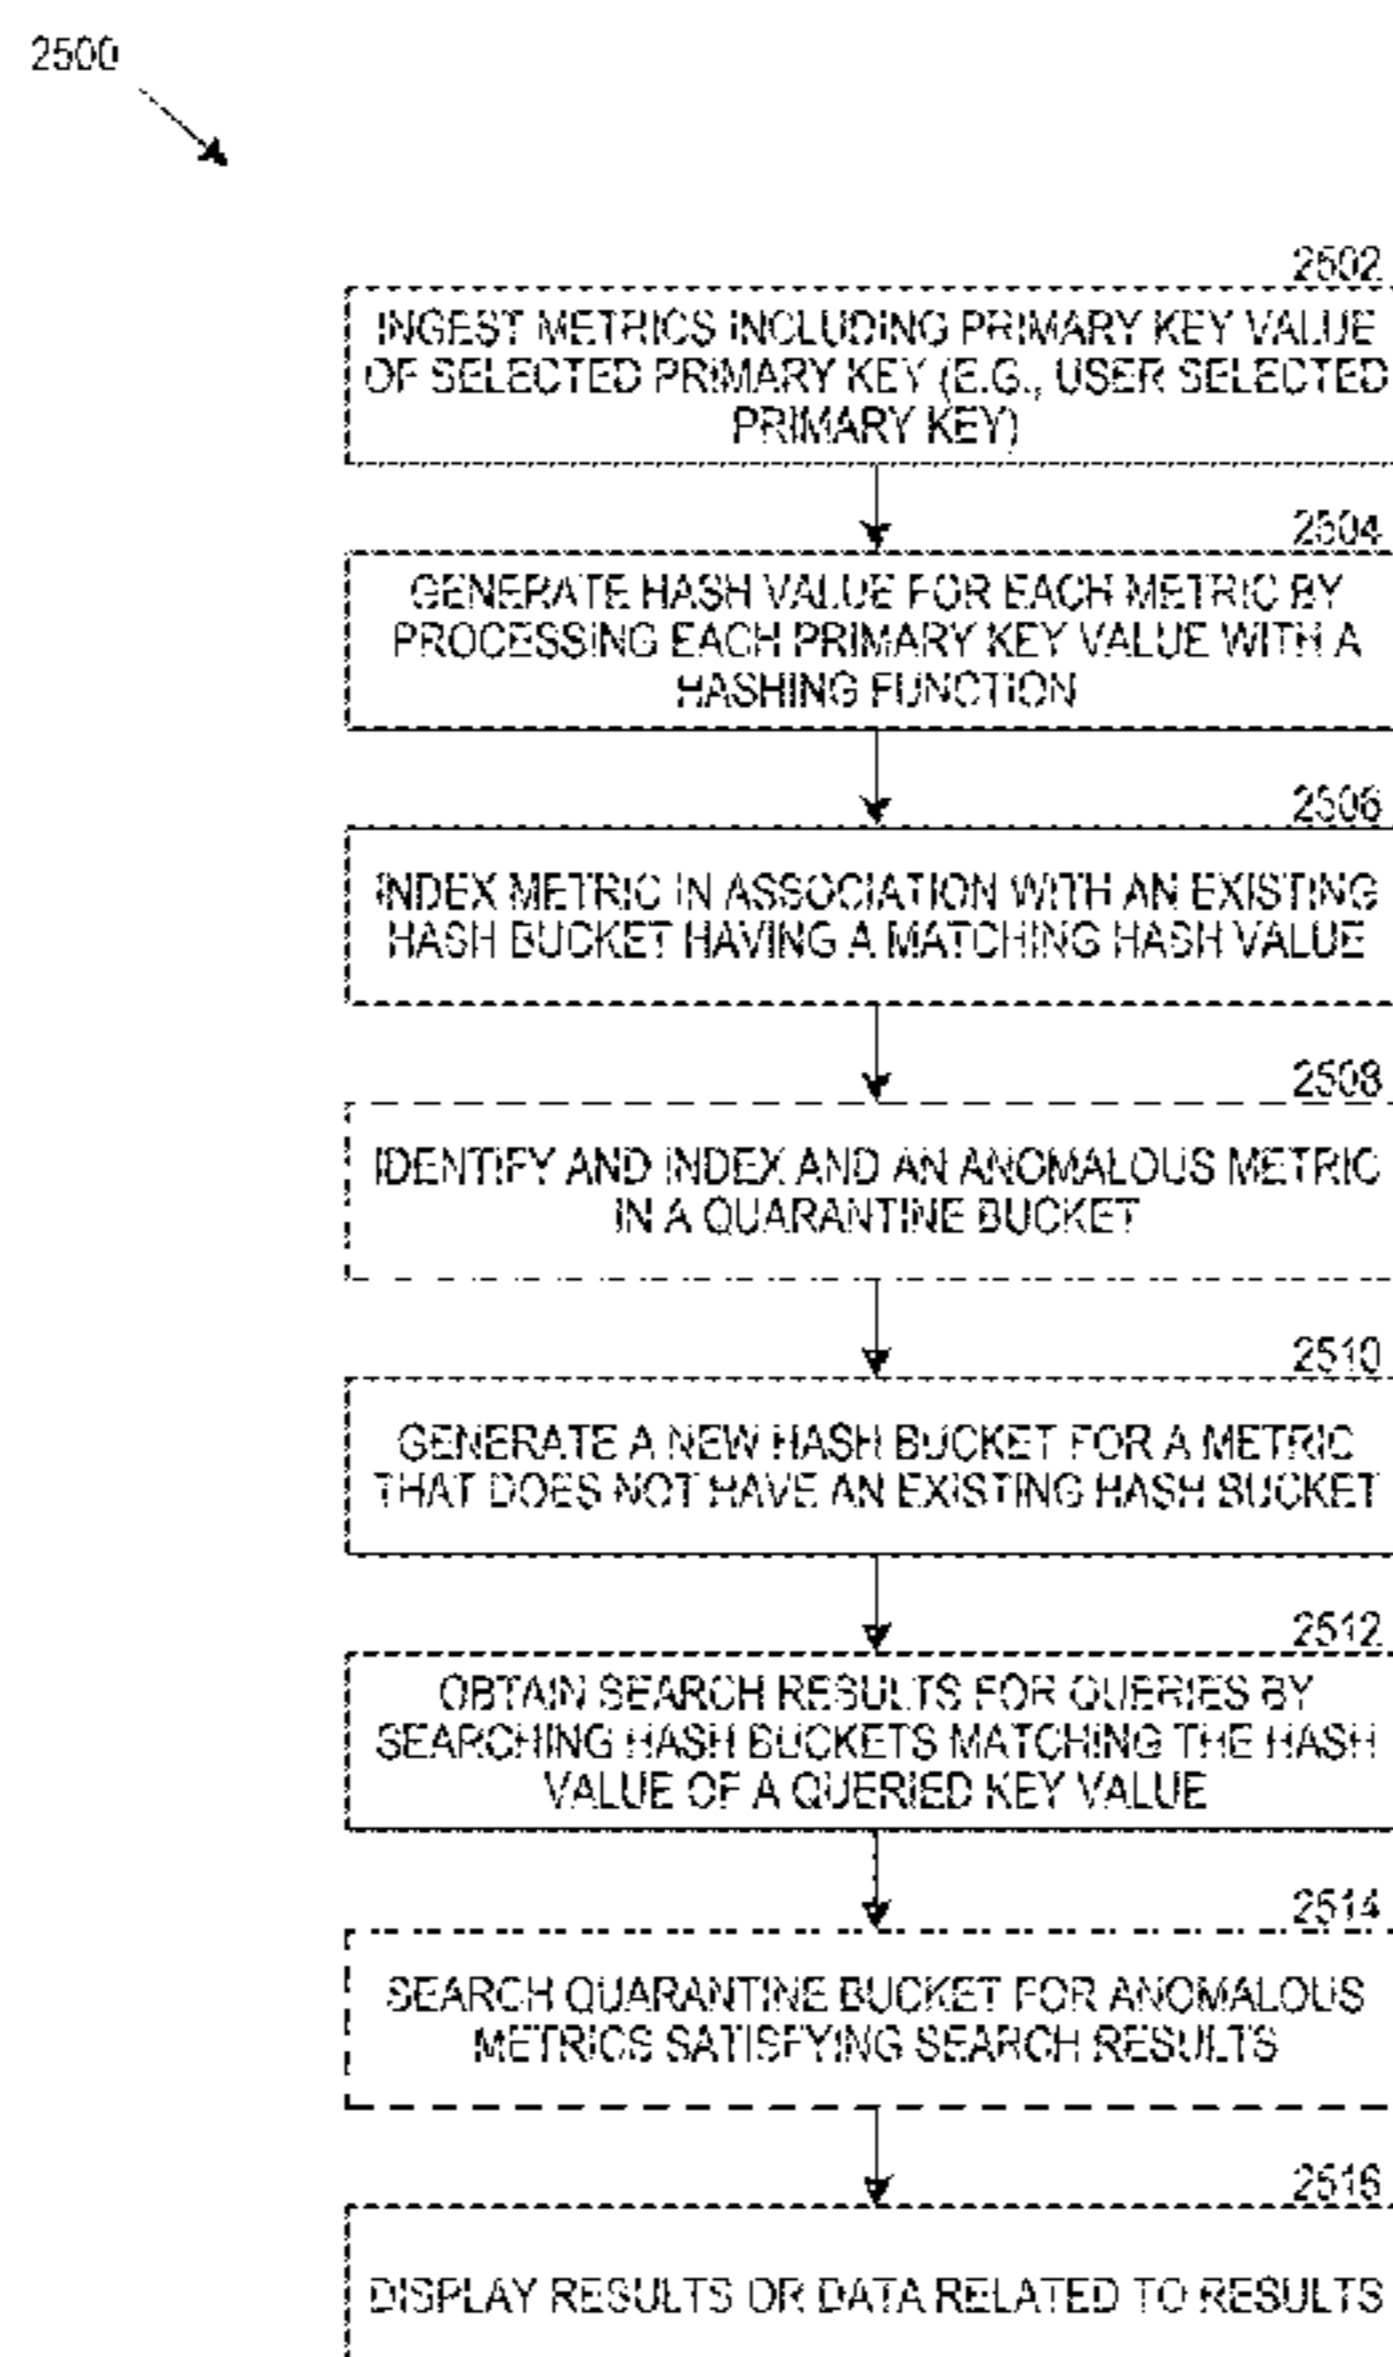 2500
2502
INGEST METRICS INCLUDING PRIMARY KEY VALUE
OF SELECTED PRIMARY KEY (E.G., USER SELECTED
PRIMARY KEY)
2504
GENERATE HASH VALUE FOR EACH METRIC BY
PROCESSING EACH PRIMARY KEY VALUE WITH A
HASHING FUNCTION
2506
INDEX METRIC IN ASSOCIATION WITH AN EXISTING
HASH BUCKET HAVING A MATCHING HASH VALUE
2508
IDENTIFY AND INDEX AND AN ANOMALOUS METRIC
IN A QUARANTINE BUCKET
2510
GENERATE A NEW HASH BUCKET FOR A METRIC
THAT DOES NOT HAVE AN EXISTING HASH BUCKET
2512
OBTAIN SEARCH RESULTS FOR QUERIES BY
SEARCHING HASH BUCKETS MATCHING THE HASH
VALUE OF A QUERIED KEY VALUE
2514
SEARCH QUARANTINE BUCKET FOR ANOMALOUS
METRICS SATISFYING SEARCH RESULTS
2516
DISPLAY RESULTS OR DATA RELATED TO RESULTS